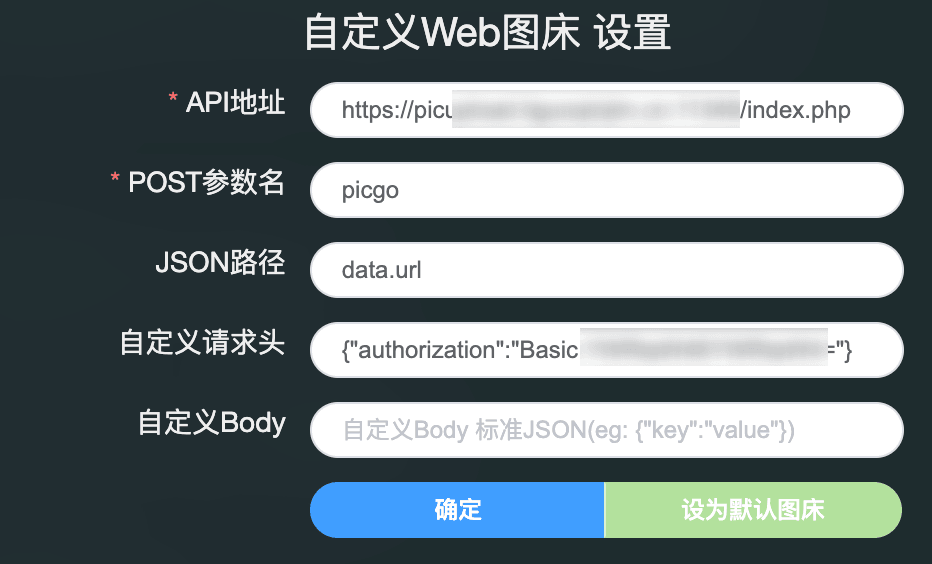 自定义Web图床 设置
* API地址 https://picu /index.php
* POST参数名 picgo
JSON路径 data.url
自定义请求头 {"authorization":"Basic ="}
自定义Body 自定义Body 标准JSON(eg: {"key":"value"})
确定 设为默认图床